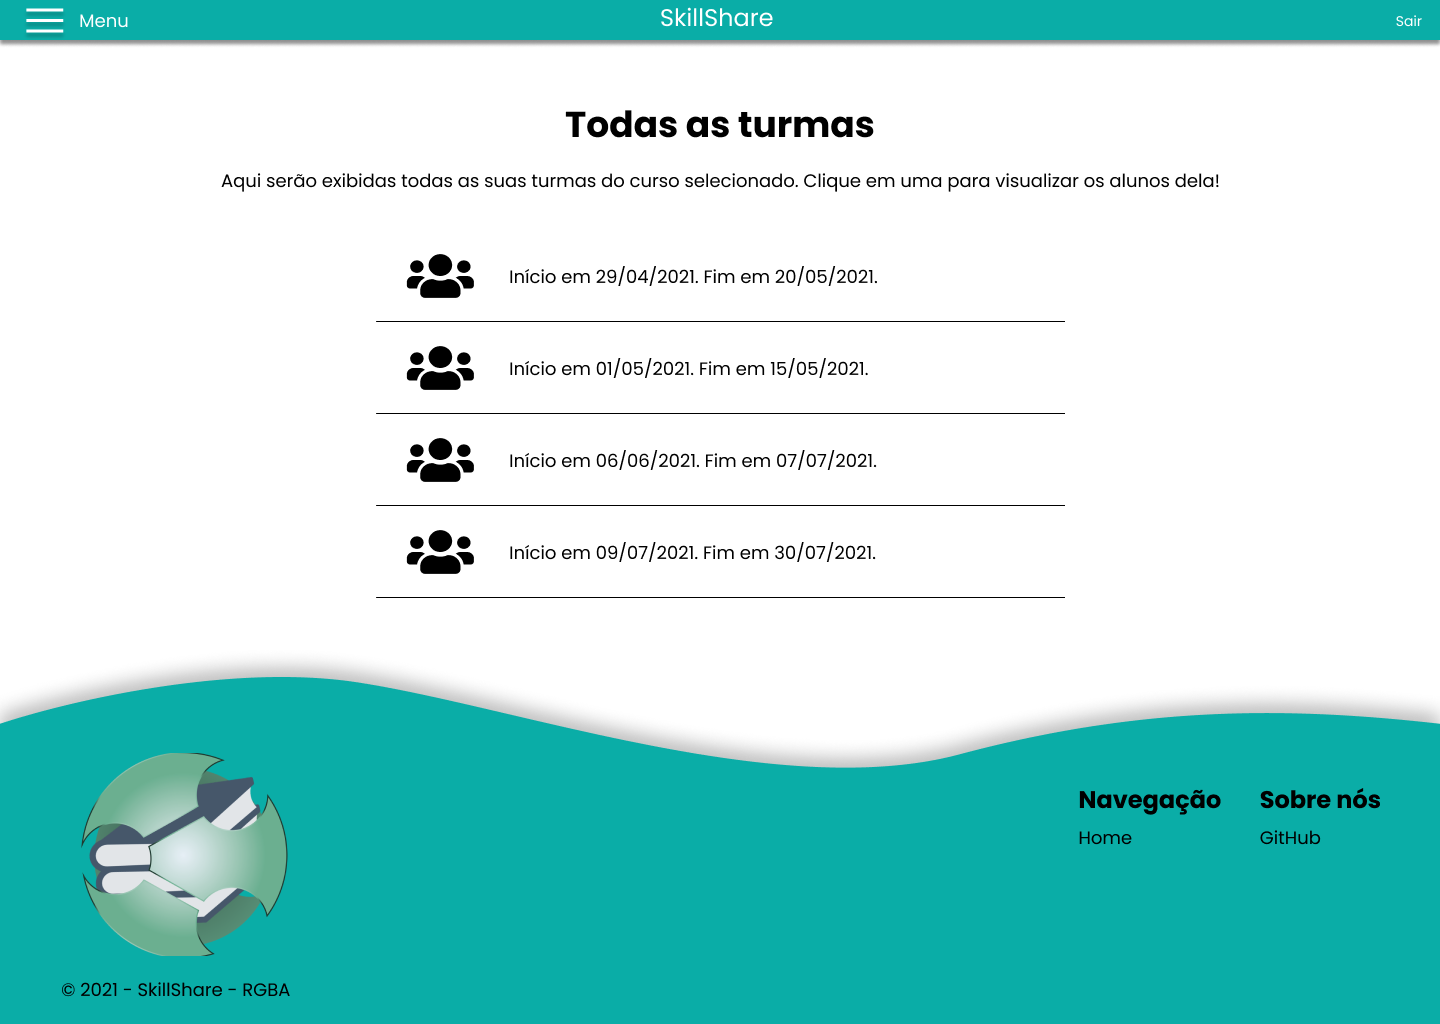 Menu
SkillShare
Sair
Todas as turmas
Aqui serão exibidas todas as suas turmas do curso selecionado. Clique em uma para visualizar os alunos dela!
Início em 29/04/2021. Fim em 20/05/2021.
Início em 01/05/2021. Fim em 15/05/2021.
Início em 06/06/2021. Fim em 07/07/2021.
Início em 09/07/2021. Fim em 30/07/2021.
Navegação
Home
Sobre nós
GitHub
© 2021 - SkillShare - RGBA